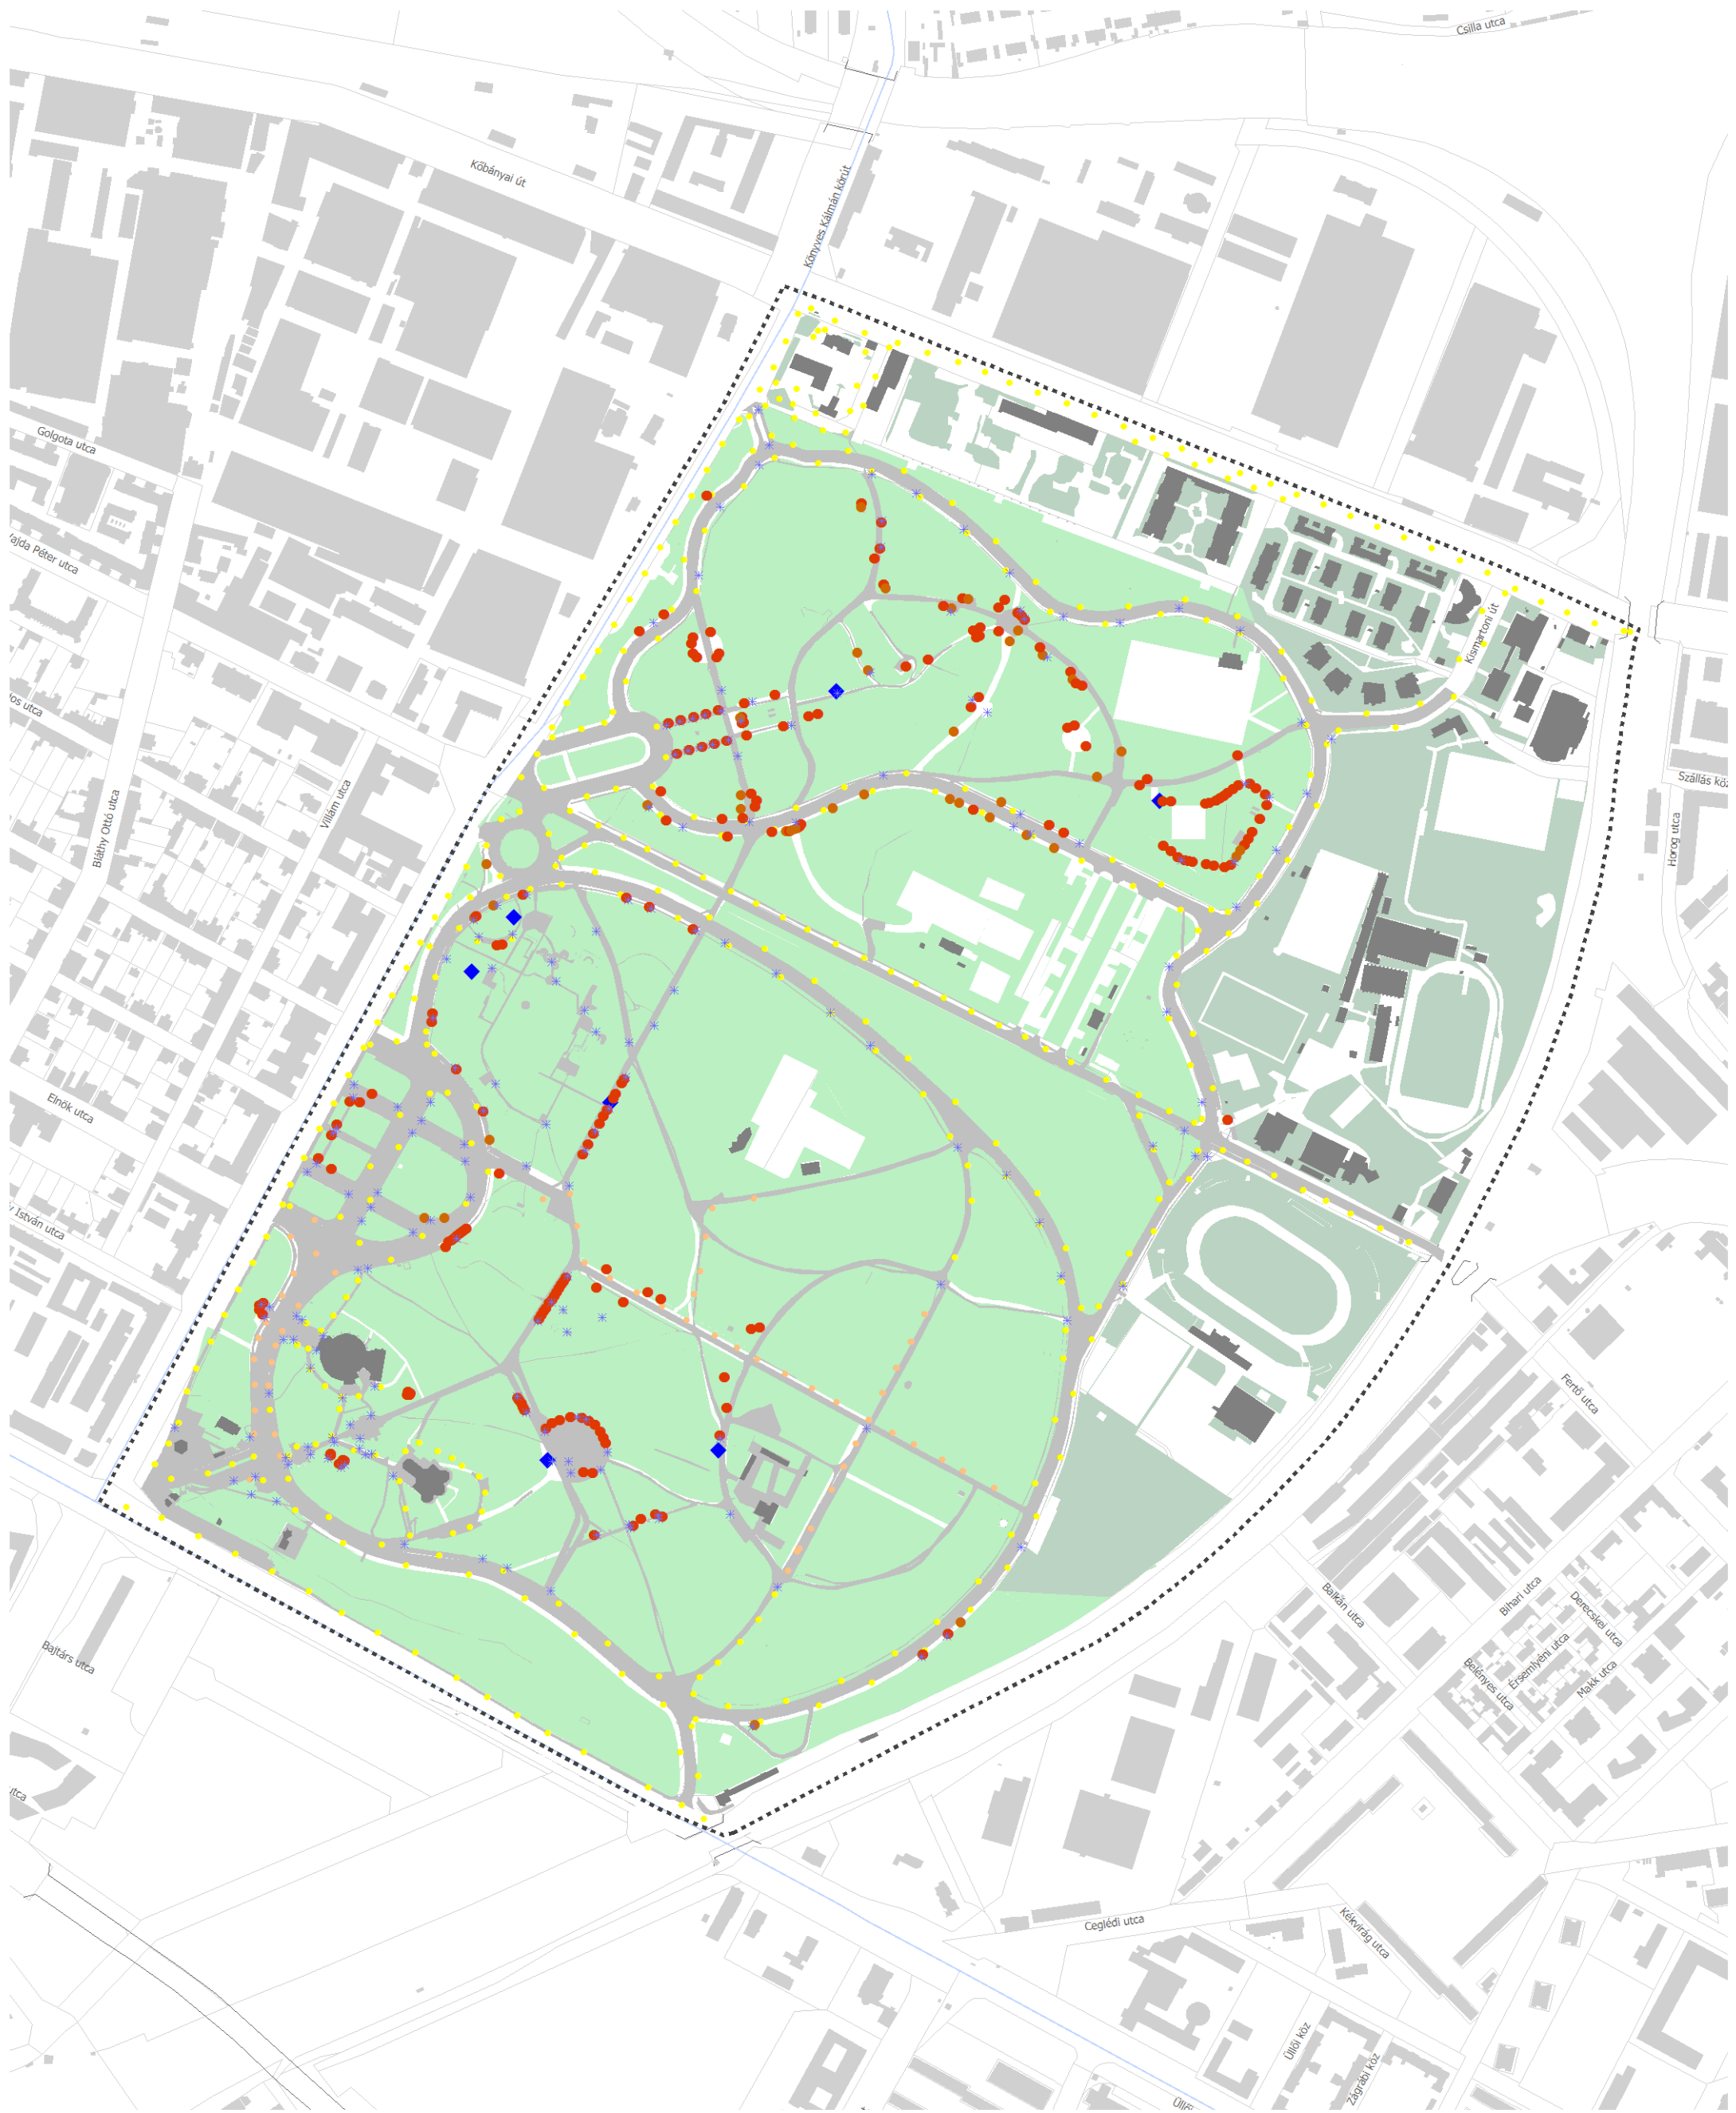 Csilla utca
Kőbányai út
Könyves Kálmán körút
Golgota utca
Vajda Péter utca
Kismartoni út
Szállás köz
Villám utca
Bláthy Ottó utca
Horog utca
Elnök utca
István utca
Fertő utca
Bajtárs utca
Balkán utca
Bihari utca
Derecskei utca
Érsemlyéni utca
Makk utca
Belényes utca
utca
Ceglédi utca
Kékvirág utca
Üllői köz
Zágrábi köz